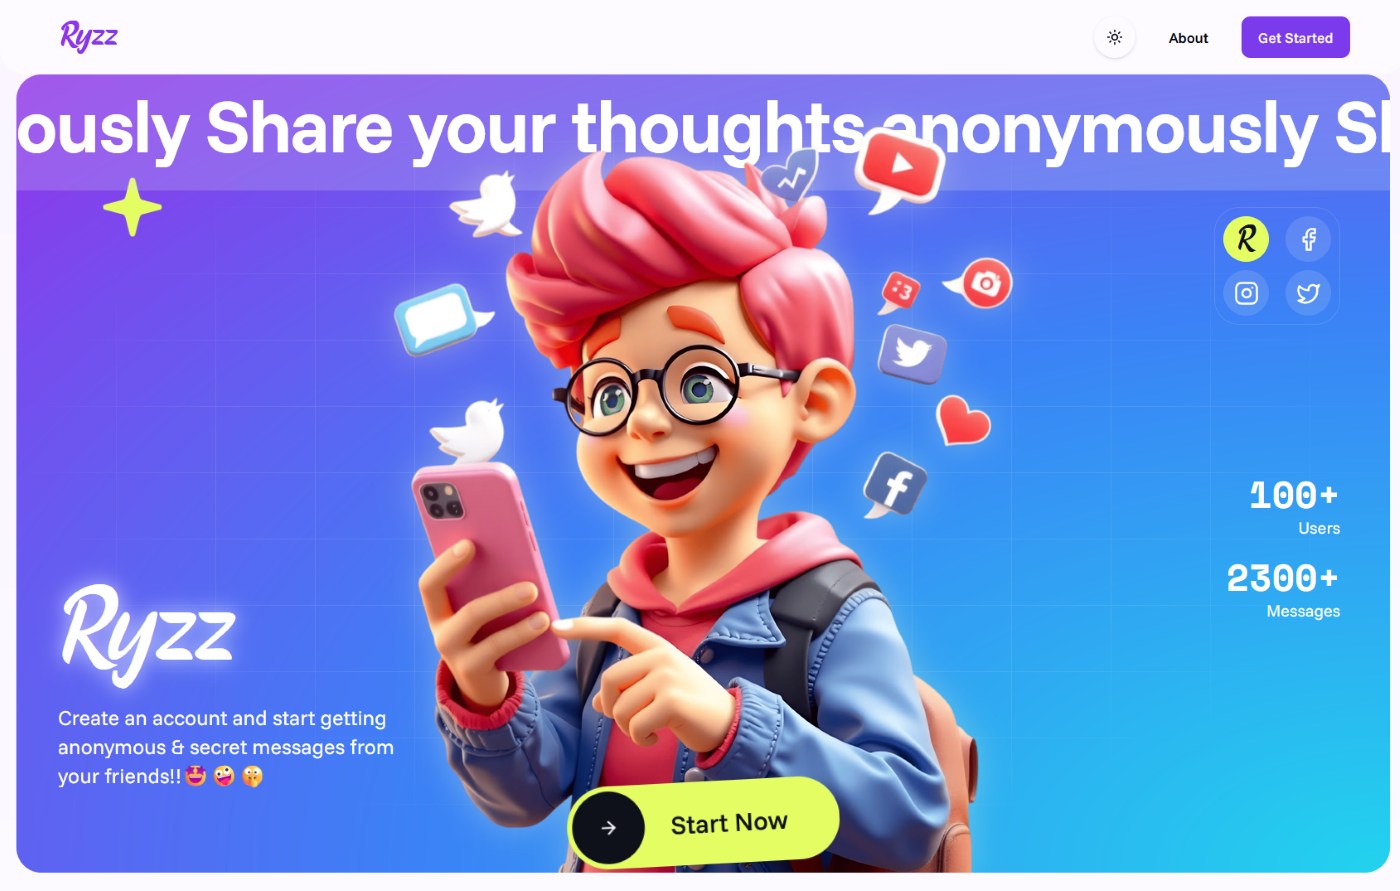 Ryzz
About
Get Started
ously Share your thoughts anonymously Sl
R
:3
100+
Users
2300+
Messages
Ryzz
Create an account and start getting
anonymous & secret messages from
your friends!!🤩 🤪 🤫
Start Now